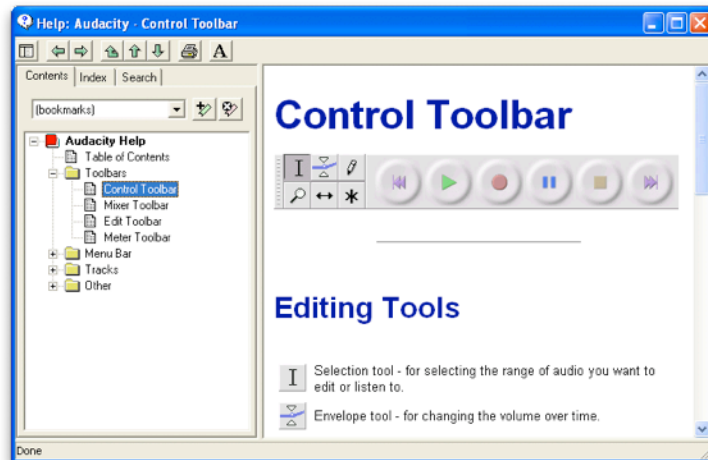 Help: Audacity - Control Toolbar
A
Contents Index Search
(bookmarks)
Audacity Help
Table of Contents
Toolbars
Control Toolbar
Mixer Toolbar
Edit Toolbar
Meter Toolbar
Menu Bar
Tracks
Other
Control Toolbar
Editing Tools
Selection tool - for selecting the range of audio you want to
edit or listen to.
Envelope tool - for changing the volume over time.
Done